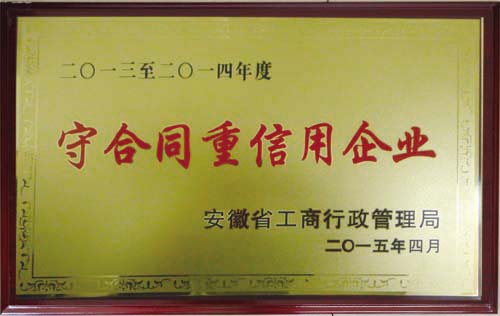 二〇一三至二〇一四年度
守合同重信用企业
安徽省工商行政管理局
二〇一五年四月